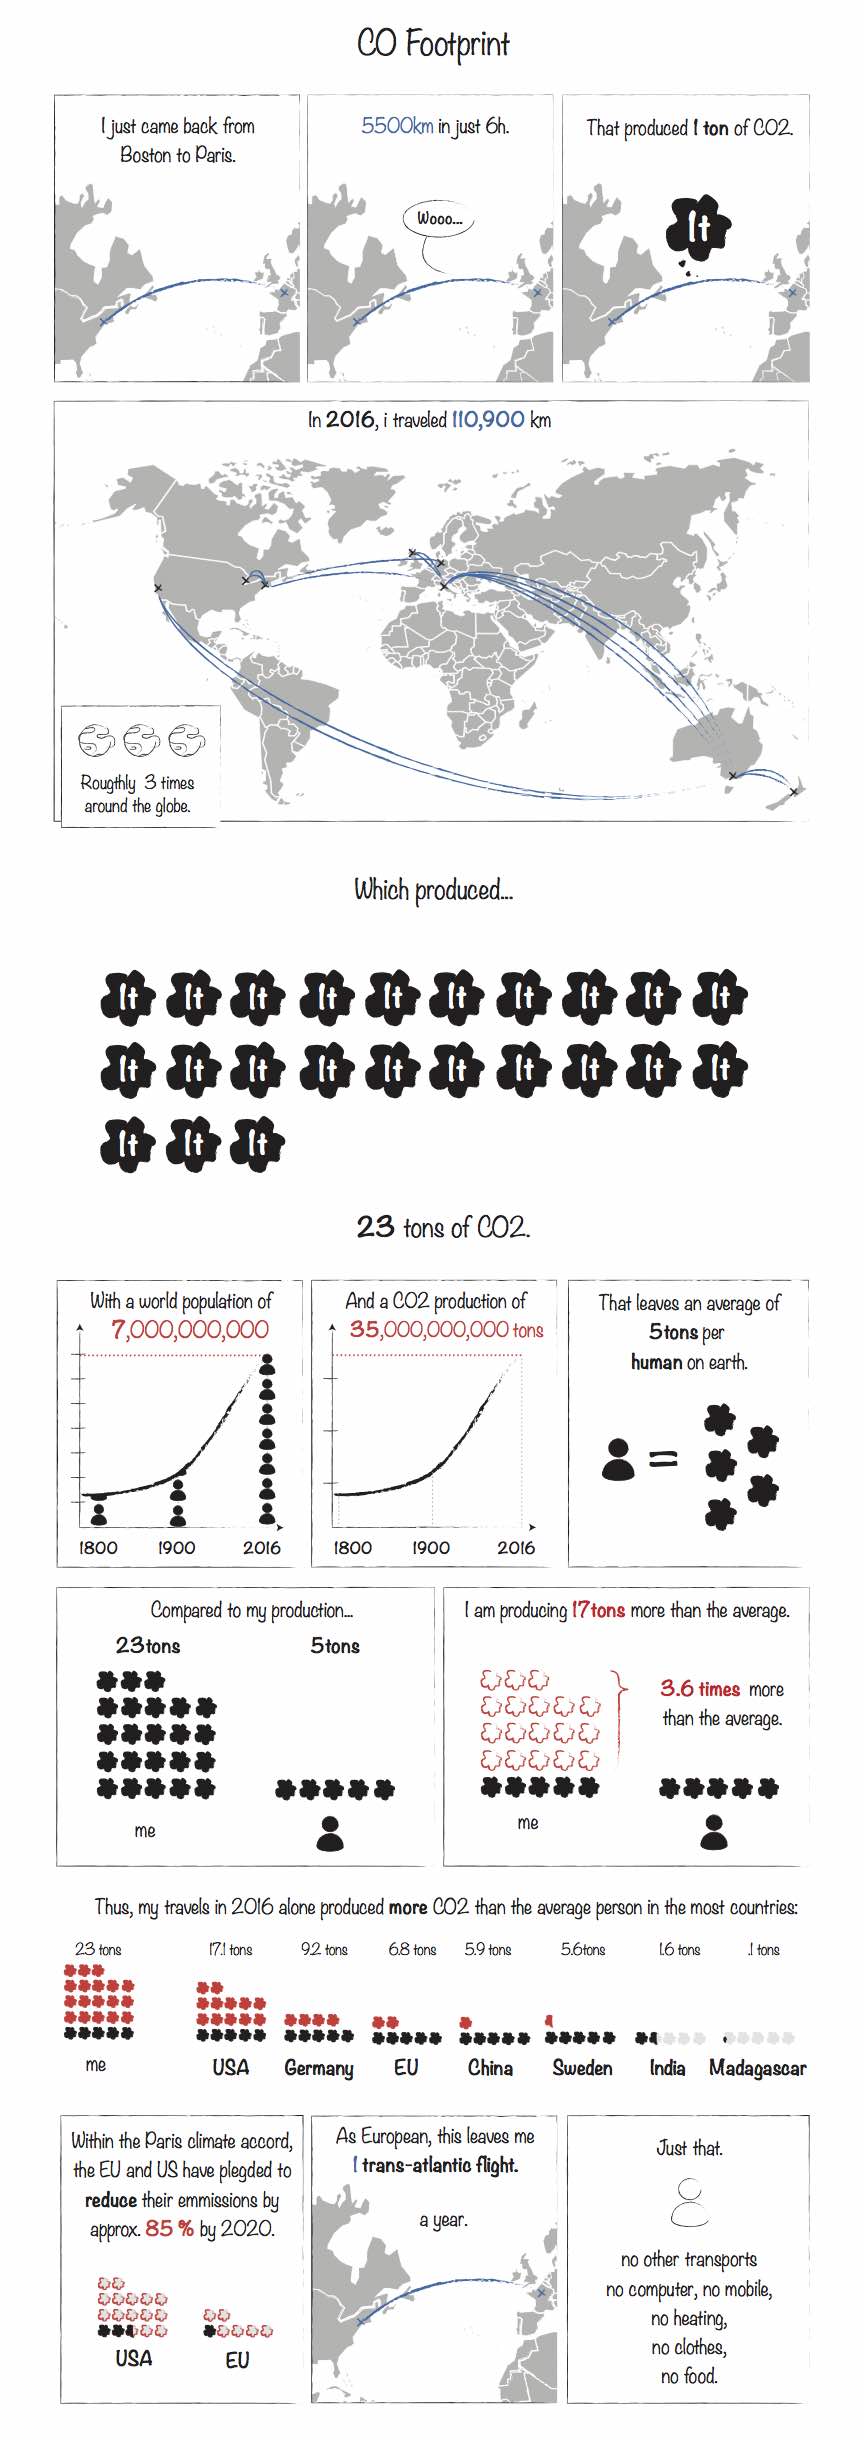 CO Footprint
I just came back from
Boston to Paris.
5500km in just 6h.
Wooo...
That produced 1 ton of CO2.
1t
In 2016, i traveled 110,900 km
Roughtly 3 times
around the globe.
Which produced...
1t 1t 1t 1t 1t 1t 1t 1t 1t 1t
1t 1t 1t 1t 1t 1t 1t 1t 1t 1t
1t 1t 1t
23 tons of CO2.
With a world population of
7,000,000,000
1800 1900 2016
And a CO2 production of
35,000,000,000 tons
1800 1900 2016
That leaves an average of
5tons per
human on earth.
=
Compared to my production...
23tons 5tons
me
I am producing 17tons more than the average.
3.6 times more
than the average.
me
Thus, my travels in 2016 alone produced more CO2 than the average person in the most countries:
23 tons 17.1 tons 9.2 tons 6.8 tons 5.9 tons 5.6tons 1.6 tons .1 tons
me USA Germany EU China Sweden India Madagascar
Within the Paris climate accord,
the EU and US have plegded to
reduce their emmissions by
approx. 85 % by 2020.
USA EU
As European, this leaves me
1 trans-atlantic flight.
a year.
Just that.
no other transports
no computer, no mobile,
no heating,
no clothes,
no food.